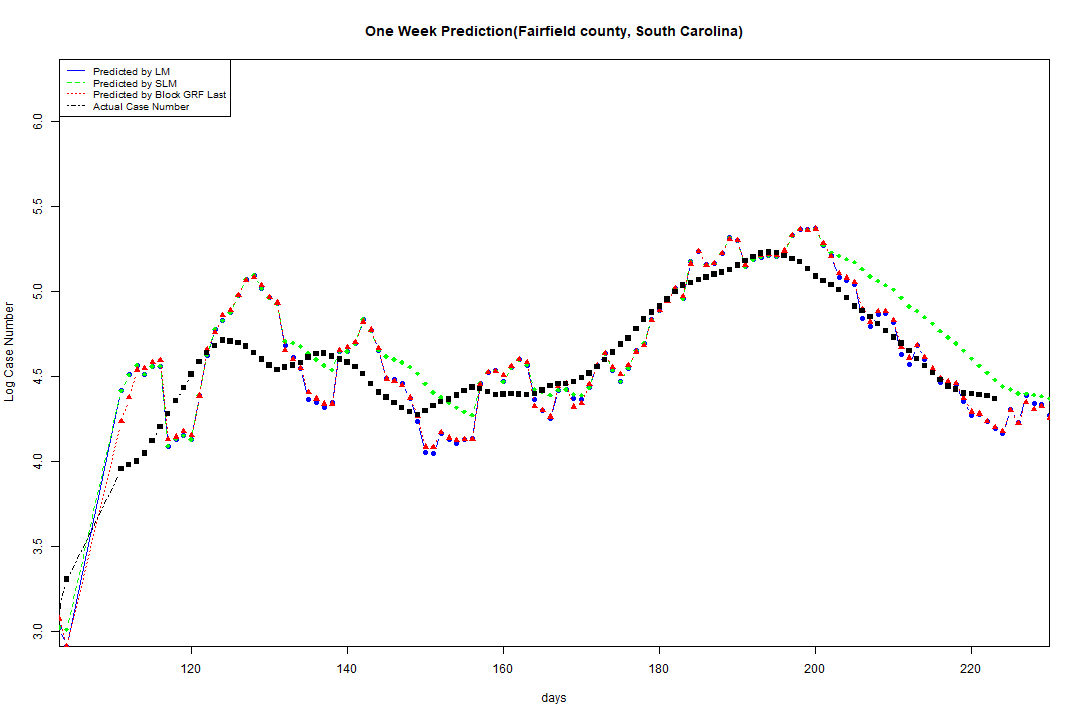 One Week Prediction(Fairfield county, South Carolina)
Predicted by LM
Predicted by SLM
Predicted by Block GRF Last
Actual Case Number
6.0
5.5
5.0
4.5
4.0
3.5
3.0
Log Case Number
120 140 160 180 200 220
days